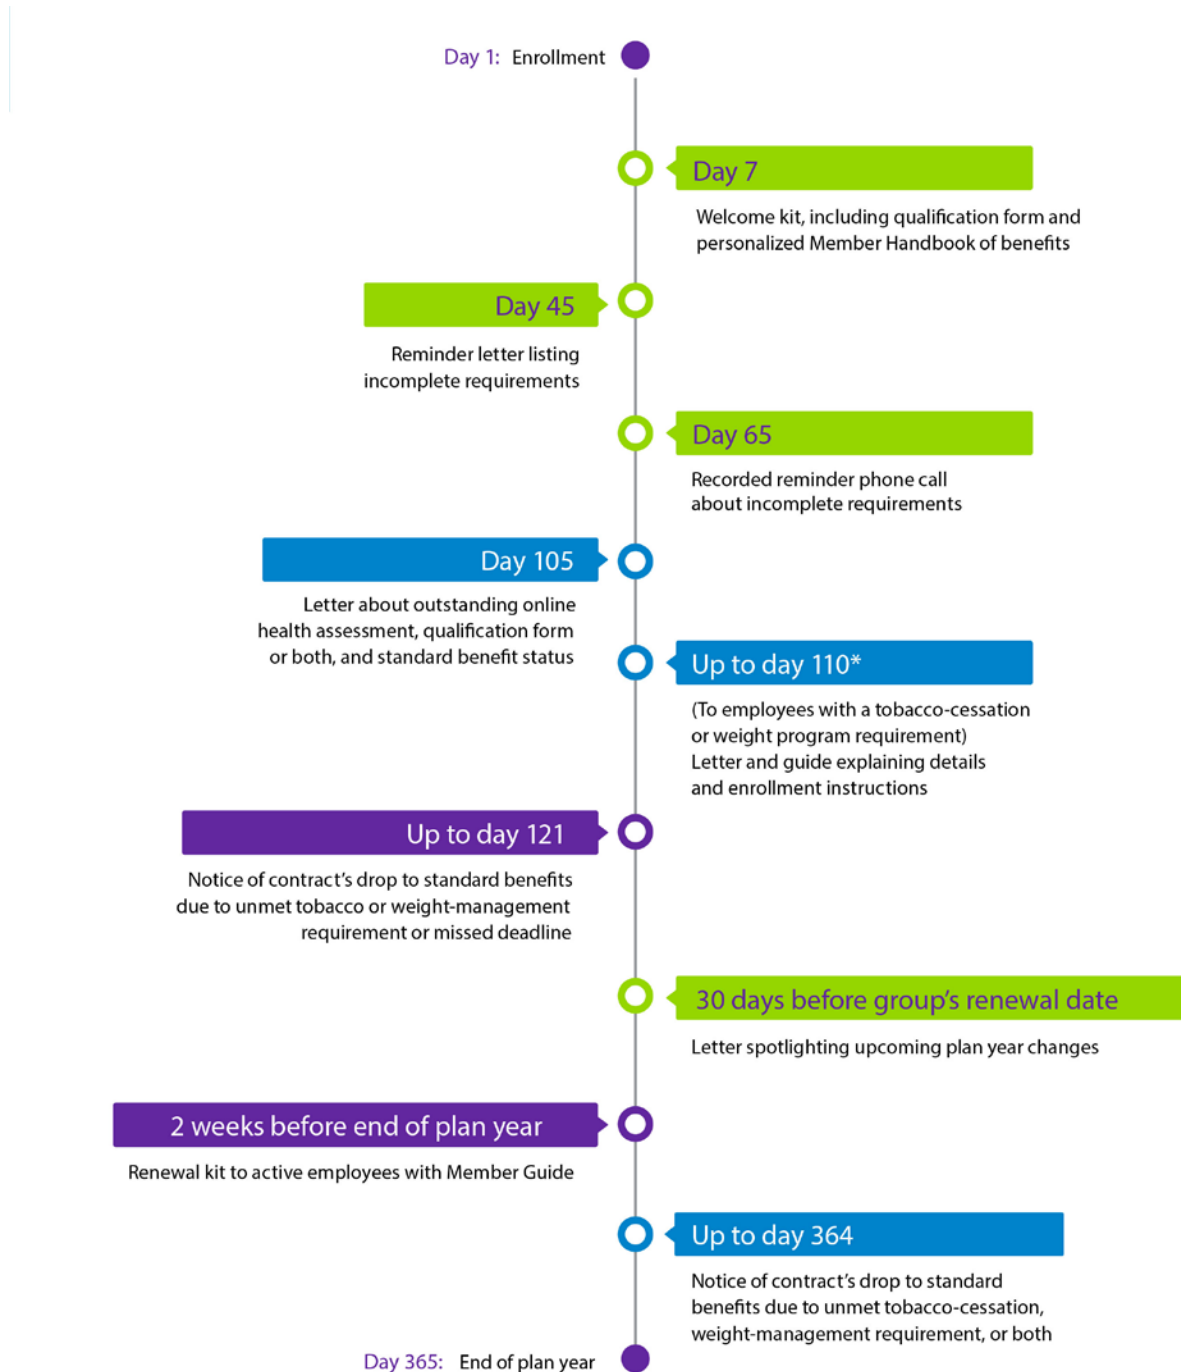 Day 1: Enrollment
Day 7
Welcome kit, including qualification form and
personalized Member Handbook of benefits
Day 45
Reminder letter listing
incomplete requirements
Day 65
Recorded reminder phone call
about incomplete requirements
Day 105
Letter about outstanding online
health assessment, qualification form
or both, and standard benefit status
Up to day 110*
(To employees with a tobacco-cessation
or weight program requirement)
Letter and guide explaining details
and enrollment instructions
Up to day 121
Notice of contract's drop to standard benefits
due to unmet tobacco or weight-management
requirement or missed deadline
30 days before group's renewal date
Letter spotlighting upcoming plan year changes
2 weeks before end of plan year
Renewal kit to active employees with Member Guide
Up to day 364
Notice of contract's drop to standard
benefits due to unmet tobacco-cessation,
weight-management requirement, or both
Day 365: End of plan year